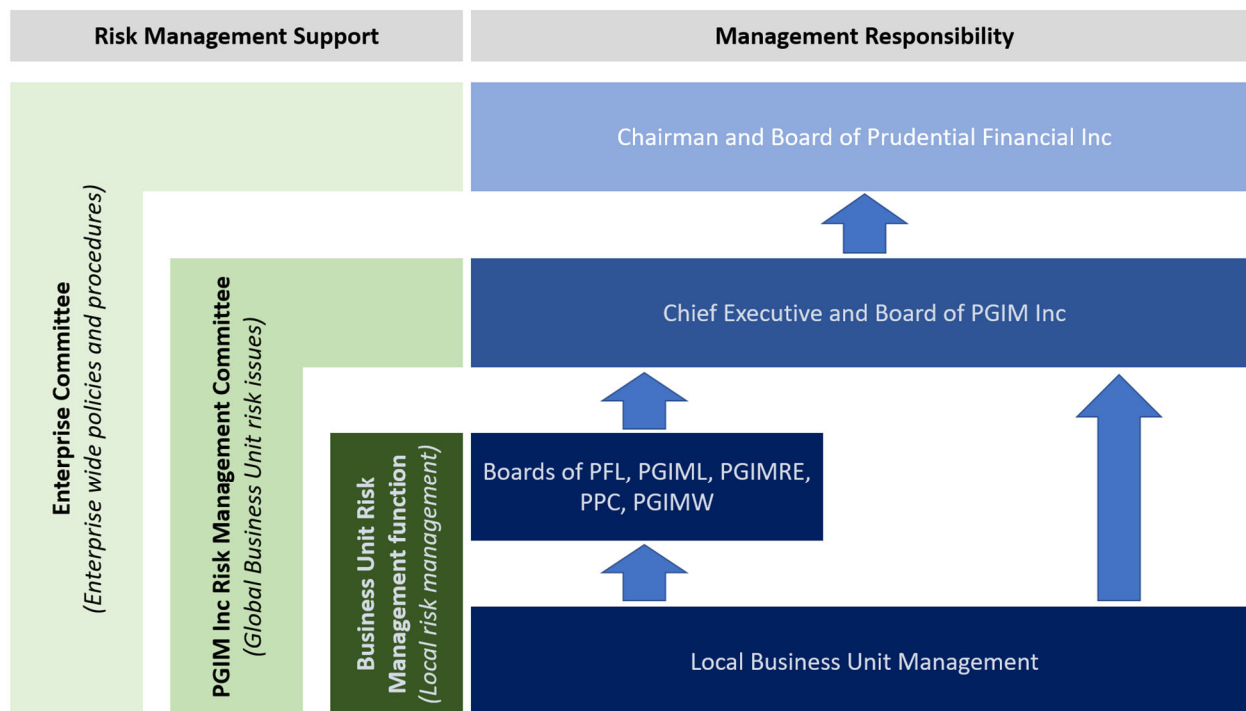 Risk Management Support
Management Responsibility
Enterprise Committee
(Enterprise wide policies and procedures)
PGIM Inc Risk Management Committee
(Global Business Unit risk issues)
Business Unit Risk
Management function
(Local risk management)
Chairman and Board of Prudential Financial Inc
Chief Executive and Board of PGIM Inc
Boards of PFL, PGIML, PGIMRE,
PPC, PGIMW
Local Business Unit Management